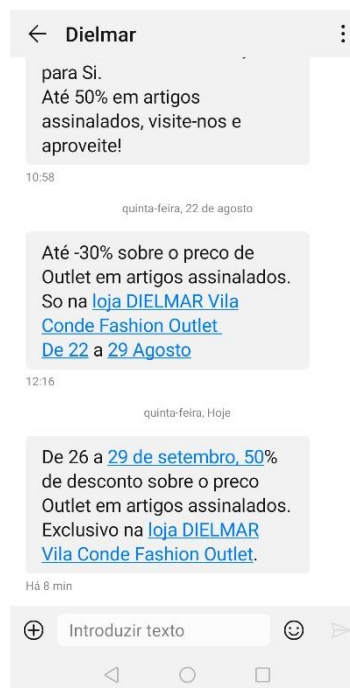 Dielmar
para Si.
Até 50% em artigos
assinalados, visite-nos e
aproveite!
10:58
quinta-feira, 22 de agosto
Até -30% sobre o preco de
Outlet em artigos assinalados.
So na loja DIELMAR Vila
Conde Fashion Outlet
De 22 a 29 Agosto
12:16
quinta-feira, Hoje
De 26 a 29 de setembro, 50%
de desconto sobre o preco
Outlet em artigos assinalados.
Exclusivo na loja DIELMAR
Vila Conde Fashion Outlet.
Há 8 min
Introduzir texto